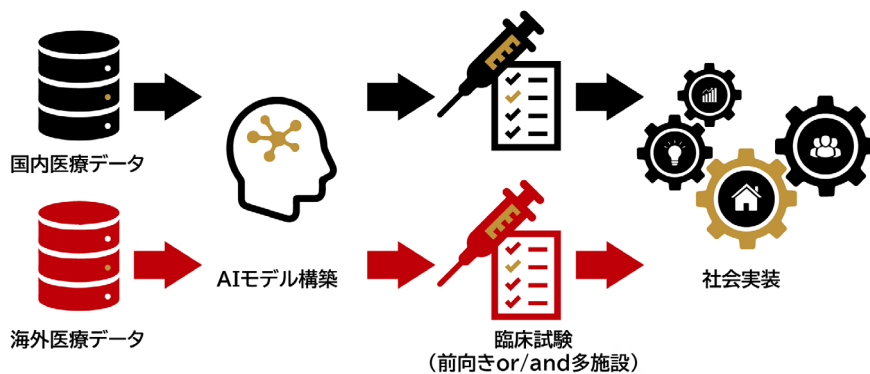 国内医療データ
海外医療データ
AIモデル構築
臨床試験
（前向きor/and多施設）
社会実装